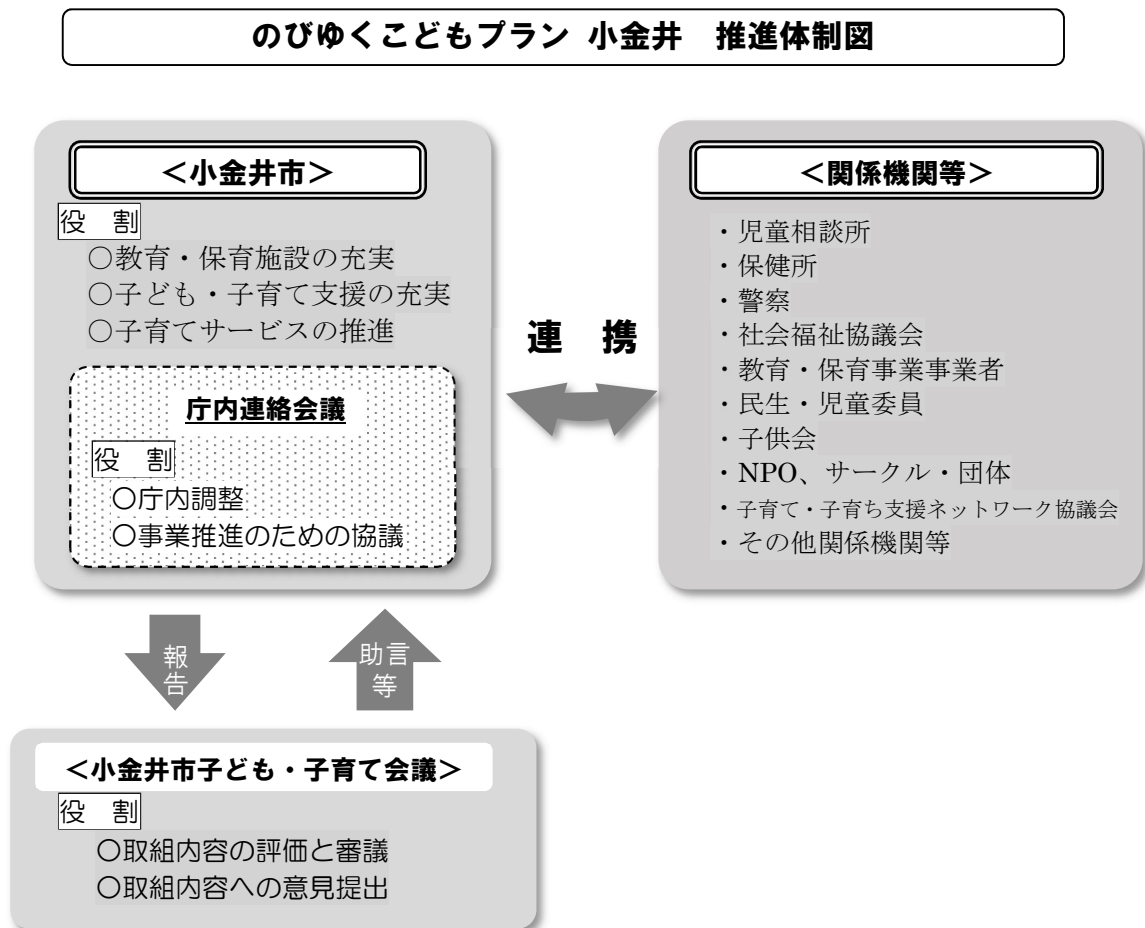 のびゆくこどもプラン 小金井　推進体制図
＜小金井市＞
役　割
○教育・保育施設の充実
○子ども・子育て支援の充実
○子育てサービスの推進
庁内連絡会議
役　割
○庁内調整
○事業推進のための協議
連　携
＜関係機関等＞
・児童相談所
・保健所
・警察
・社会福祉協議会
・教育・保育事業事業者
・民生・児童委員
・子供会
・NPO、サークル・団体
・子育て・子育ち支援ネットワーク協議会
・その他関係機関等
報
告
助言
等
＜小金井市子ども・子育て会議＞
役　割
○取組内容の評価と審議
○取組内容への意見提出